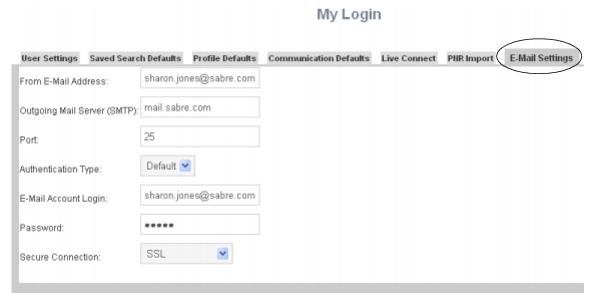 My Login
User Settings Saved Search Defaults Profile Defaults Communication Defaults Live Connect PNR Import E-Mail Settings
From E-Mail Address: sharon.jones@sabre.com
Outgoing Mail Server (SMTP): mail.sabre.com
Port: 25
Authentication Type: Default
E-Mail Account Login: sharon.jones@sabre.com
Password: •••••
Secure Connection: SSL